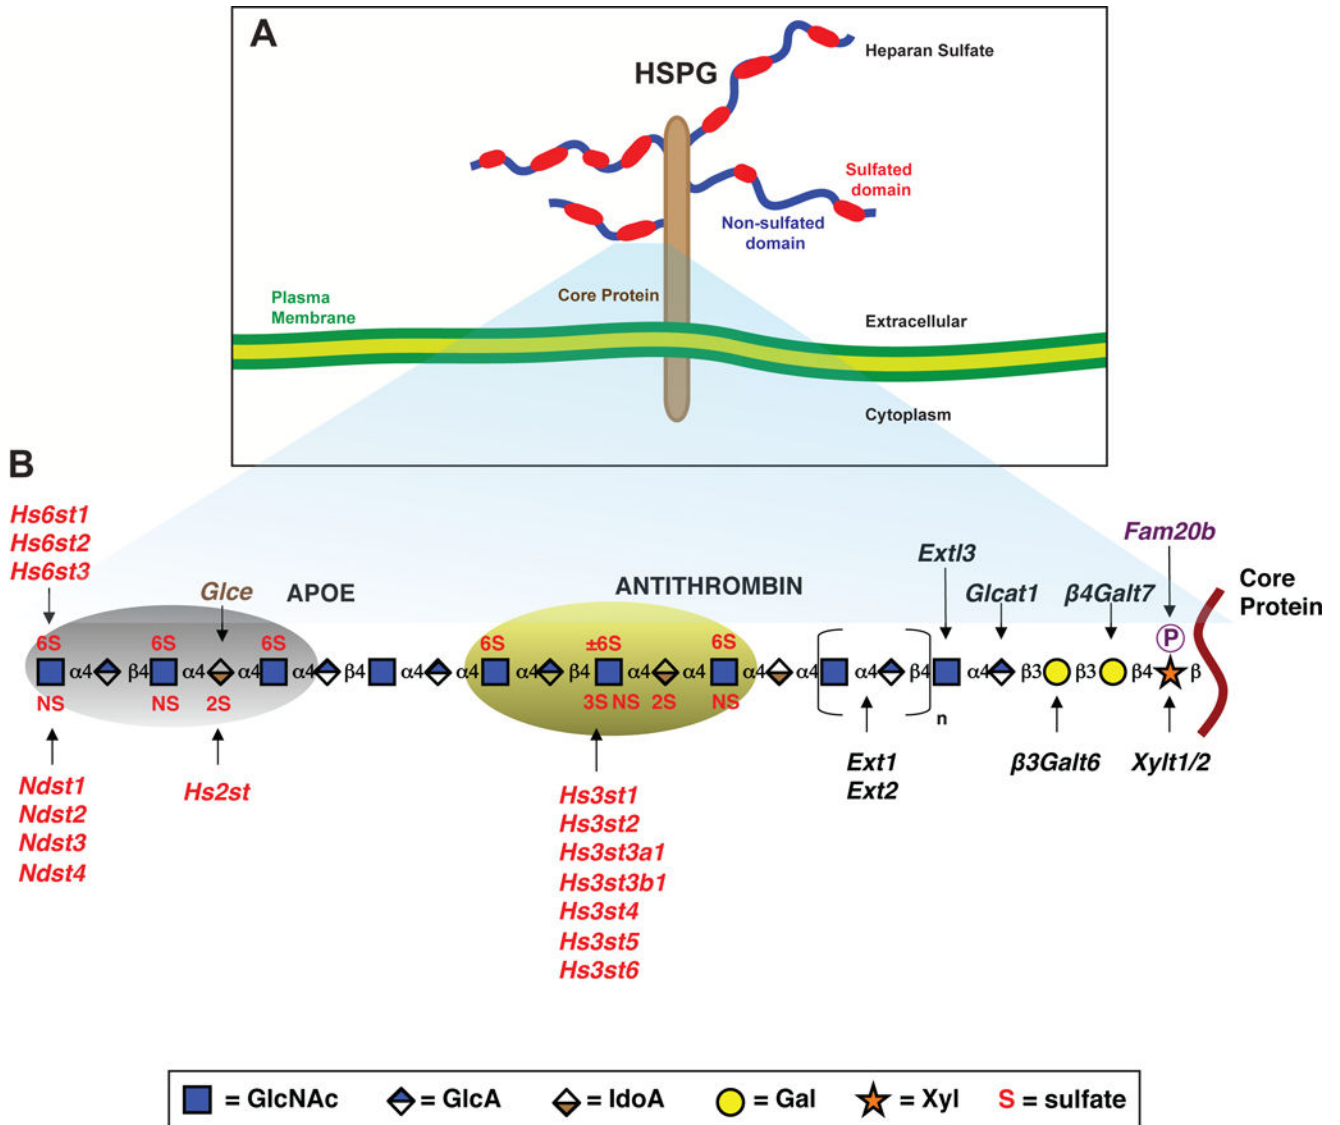 A
HSPG
Heparan Sulfate
Sulfated
domain
Non-sulfated
domain
Plasma
Membrane
Core Protein
Extracellular
Cytoplasm
B
Hs6st1
Hs6st2
Hs6st3
Glce
APOE
ANTITHROMBIN
Extl3
Glcat1
β4Galt7
Fam20b
Core
Protein
6S 6S 6S 6S ±6S 6S P
α4 β4 α4 α4 α4 β4 α4 α4 α4 β4 α4 α4 α4 α4 α4 β4 α4 β3 β3 β4 β
NS NS 2S 3S NS 2S NS n
Ndst1
Ndst2
Ndst3
Ndst4
Hs2st
Hs3st1
Hs3st2
Hs3st3a1
Hs3st3b1
Hs3st4
Hs3st5
Hs3st6
Ext1
Ext2
β3Galt6
Xylt1/2
= GlcNAc = GlcA = IdoA = Gal = Xyl S = sulfate